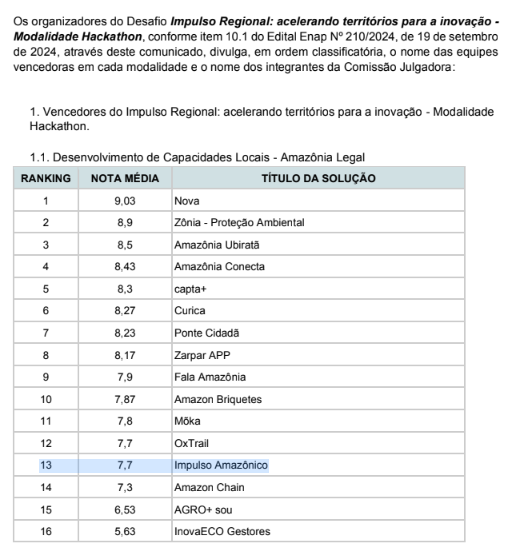 Os organizadores do Desafio Impulso Regional: acelerando territórios para a inovação -
Modalidade Hackathon, conforme item 10.1 do Edital Enap Nº 210/2024, de 19 de setembro
de 2024, através deste comunicado, divulga, em ordem classificatória, o nome das equipes
vencedoras em cada modalidade e o nome dos integrantes da Comissão Julgadora:
1. Vencedores do Impulso Regional: acelerando territórios para a inovação - Modalidade
Hackathon.
1.1. Desenvolvimento de Capacidades Locais - Amazônia Legal
RANKING NOTA MÉDIA TÍTULO DA SOLUÇÃO
1 9,03 Nova
2 8,9 Zônia - Proteção Ambiental
3 8,5 Amazônia Ubiratã
4 8,43 Amazônia Conecta
5 8,3 capta+
6 8,27 Curica
7 8,23 Ponte Cidadã
8 8,17 Zarpar APP
9 7,9 Fala Amazônia
10 7,87 Amazon Briquetes
11 7,8 Mõka
12 7,7 OxTrail
13 7,7 Impulso Amazônico
14 7,3 Amazon Chain
15 6,53 AGRO+ sou
16 5,63 InovaECO Gestores